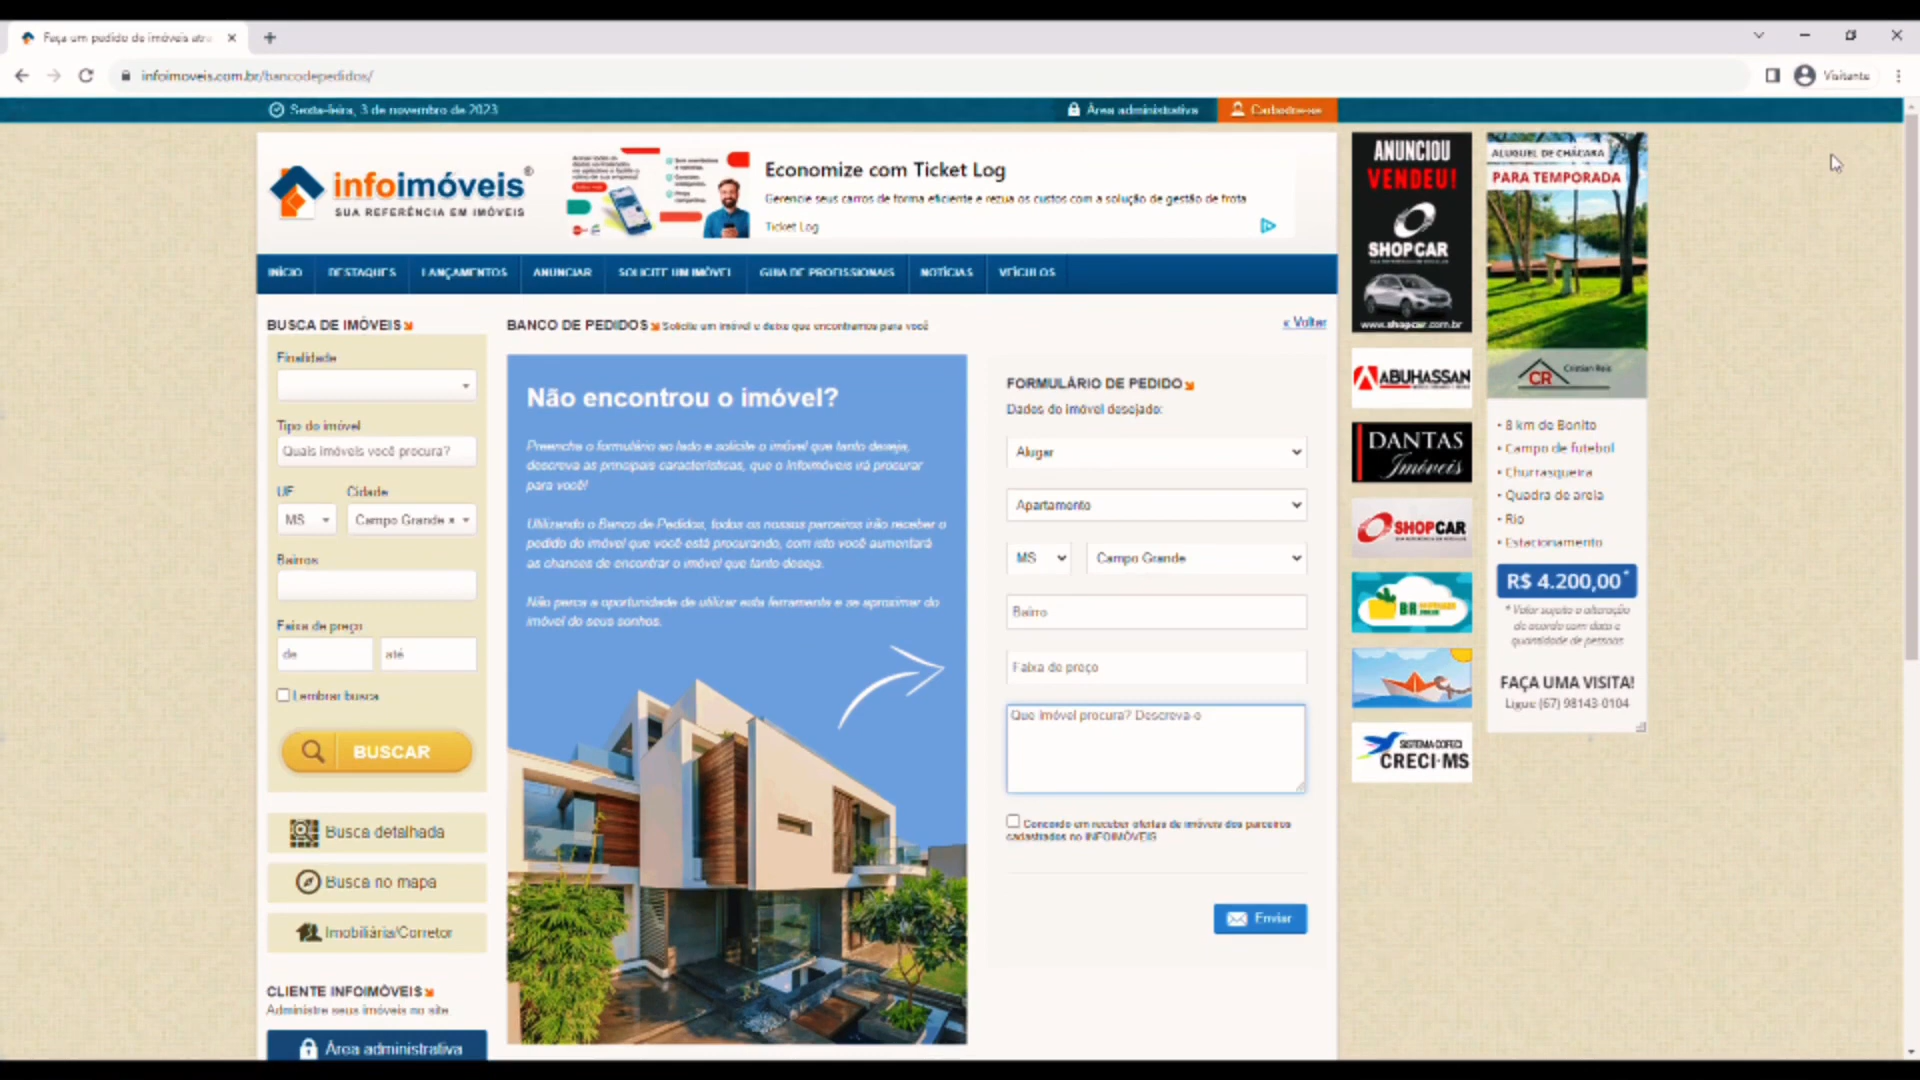 Faça um pedido de imóveis atra
infoimoveis.com.br/bancodepedidos/
Visitante
Sexta-feira, 3 de novembro de 2023
Área administrativa
Cadastre-se
infoimóveis®
SUA REFERÊNCIA EM IMÓVEIS
Economize com Ticket Log
Gerencie seus carros de forma eficiente e rezua os custos com a solução de gestão de frota
Ticket Log
INÍCIO
DESTAQUES
LANÇAMENTOS
ANUNCIAR
SOLICITE UM IMÓVEL
GUIA DE PROFISSIONAIS
NOTÍCIAS
VEÍCULOS
BUSCA DE IMÓVEIS
Finalidade
Tipo do imóvel
Quais imóveis você procura?
UF Cidade
MS Campo Grande ×
Bairros
Faixa de preço
de até
Lembrar busca
BUSCAR
Busca detalhada
Busca no mapa
Imobiliária/Corretor
CLIENTE INFOIMÓVEIS
Administre seus imóveis no site
Área administrativa
BANCO DE PEDIDOS Solicite um imóvel e deixe que encontramos para você
« Voltar
Não encontrou o imóvel?
Preencha o formulário ao lado e solicite o imóvel que tanto deseja,
descreva as principais características, que o Infoimóveis irá procurar
para você!
Utilizando o Banco de Pedidos, todos os nossos parceiros irão receber o
pedido do imóvel que você está procurando, com isto você aumentará
as chances de encontrar o imóvel que tanto deseja.
Não perca a oportunidade de utilizar esta ferramenta e se aproximar do
imóvel do seus sonhos.
FORMULÁRIO DE PEDIDO
Dados do imóvel desejado:
Alugar
Apartamento
MS Campo Grande
Bairro
Faixa de preço
Que imóvel procura? Descreva-o
Concordo em receber ofertas de imóveis dos parceiros
cadastrados no INFOIMÓVEIS
Enviar
ANUNCIOU
VENDEU!
SHOPCAR
www.shopcar.com.br
ABUHASSAN
DANTAS
Imóveis
SHOPCAR
SUA REFERÊNCIA EM VEÍCULOS
BR
SISTEMA COFECI
CRECI-MS
ALUGUEL DE CHÁCARA
PARA TEMPORADA
CR
Cristian Reis
• 8 km de Bonito
• Campo de futebol
• Churrasqueira
• Quadra de areia
• Rio
• Estacionamento
R$ 4.200,00*
* Valor sujeito a alteração
de acordo com data e
quantidade de pessoas
FAÇA UMA VISITA!
Ligue (67) 98143-0104